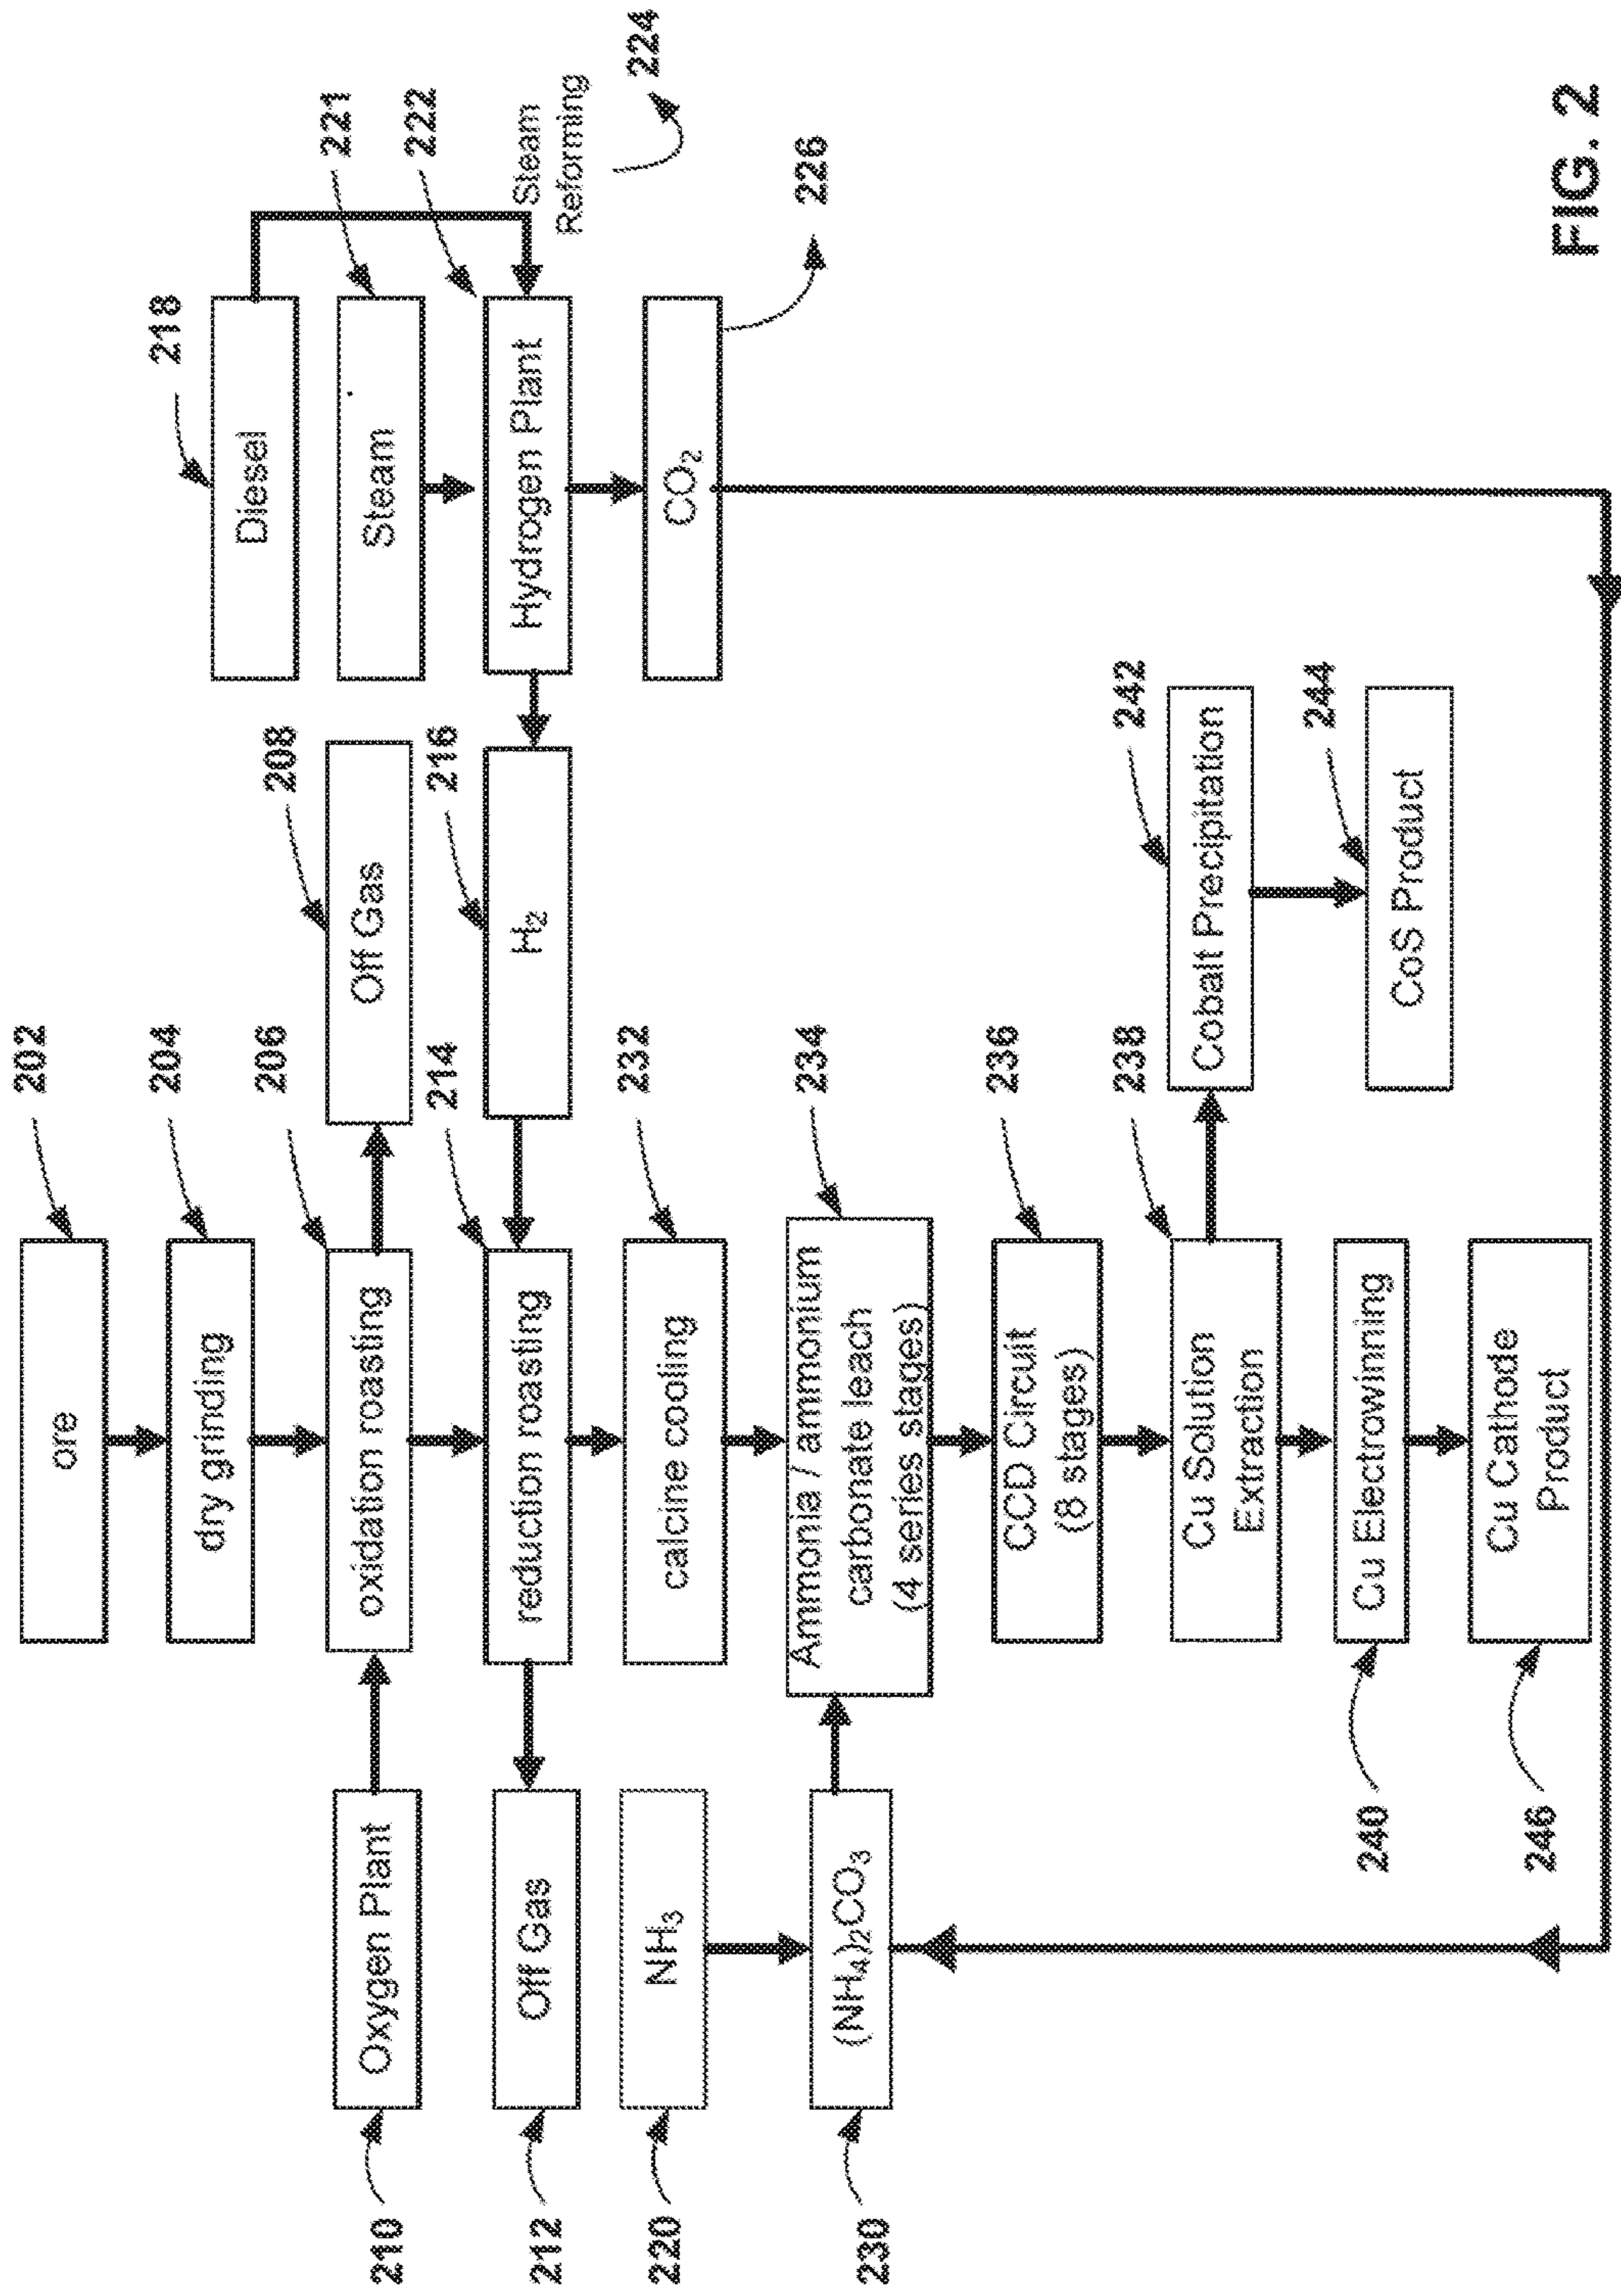 202
ore
204
dry grinding
206
210
Oxygen Plant
oxidation roasting
208
Off Gas
214
212
Off Gas
reduction roasting
216
H₂
218
Diesel
221
Steam
222
Hydrogen Plant
Steam
Reforming
224
CO₂
226
232
calcine cooling
220
NH₃
230
(NH₄)₂CO₃
234
Ammonia / ammonium
carbonate leach
(4 series stages)
236
CCD Circuit
(8 stages)
238
Cu Solution
Extraction
242
Cobalt Precipitation
244
CoS Product
240
Cu Electrowinning
246
Cu Cathode
Product
FIG. 2